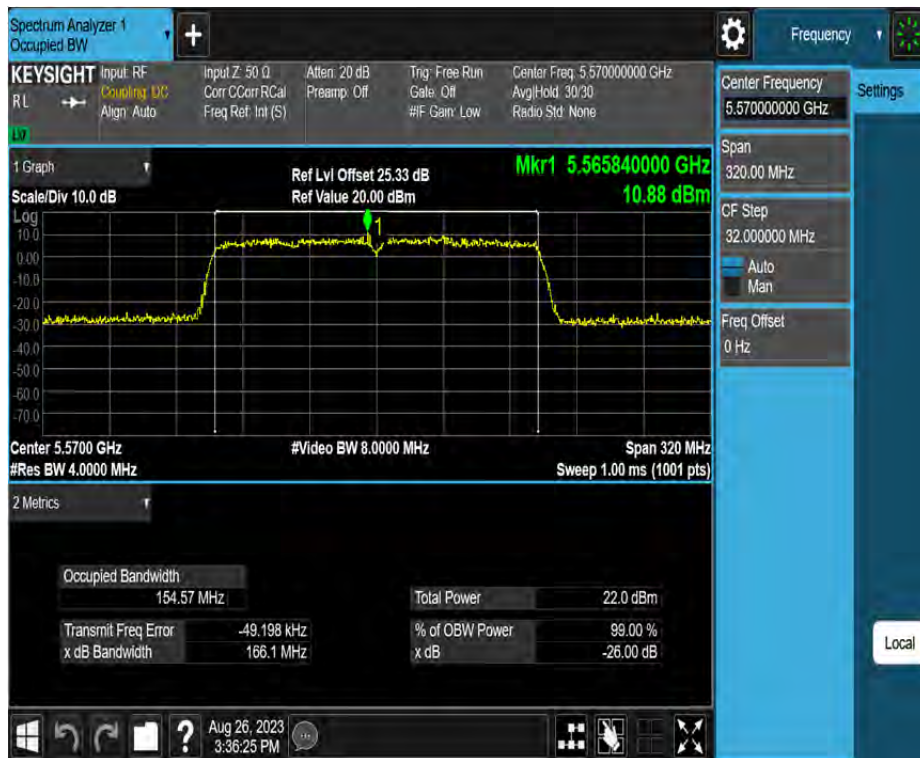 Spectrum Analyzer 1
Occupied BW
Frequency
KEYSIGHT
RL
LXI
Input: RF
Coupling: DC
Align: Auto
Input Z: 50 Ω
Corr CCorr RCal
Freq Ref: Int (S)
Atten: 20 dB
Preamp: Off
Trig: Free Run
Gate: Off
#IF Gain: Low
Center Freq: 5.570000000 GHz
Avg|Hold: 30/30
Radio Std: None
Center Frequency
5.570000000 GHz
Settings
Span
320.00 MHz
CF Step
32.000000 MHz
Auto
Man
Freq Offset
0 Hz
Local
1 Graph
Scale/Div 10.0 dB
Ref Lvl Offset 25.33 dB
Ref Value 20.00 dBm
Mkr1 5.565840000 GHz
10.88 dBm
Log
10.0
0.00
-10.0
-20.0
-30.0
-40.0
-50.0
-60.0
-70.0
1
Center 5.5700 GHz
#Res BW 4.0000 MHz
#Video BW 8.0000 MHz
Span 320 MHz
Sweep 1.00 ms (1001 pts)
2 Metrics
Occupied Bandwidth
154.57 MHz
Transmit Freq Error -49.198 kHz
x dB Bandwidth 166.1 MHz
Total Power 22.0 dBm
% of OBW Power 99.00 %
x dB -26.00 dB
Aug 26, 2023
3:36:25 PM